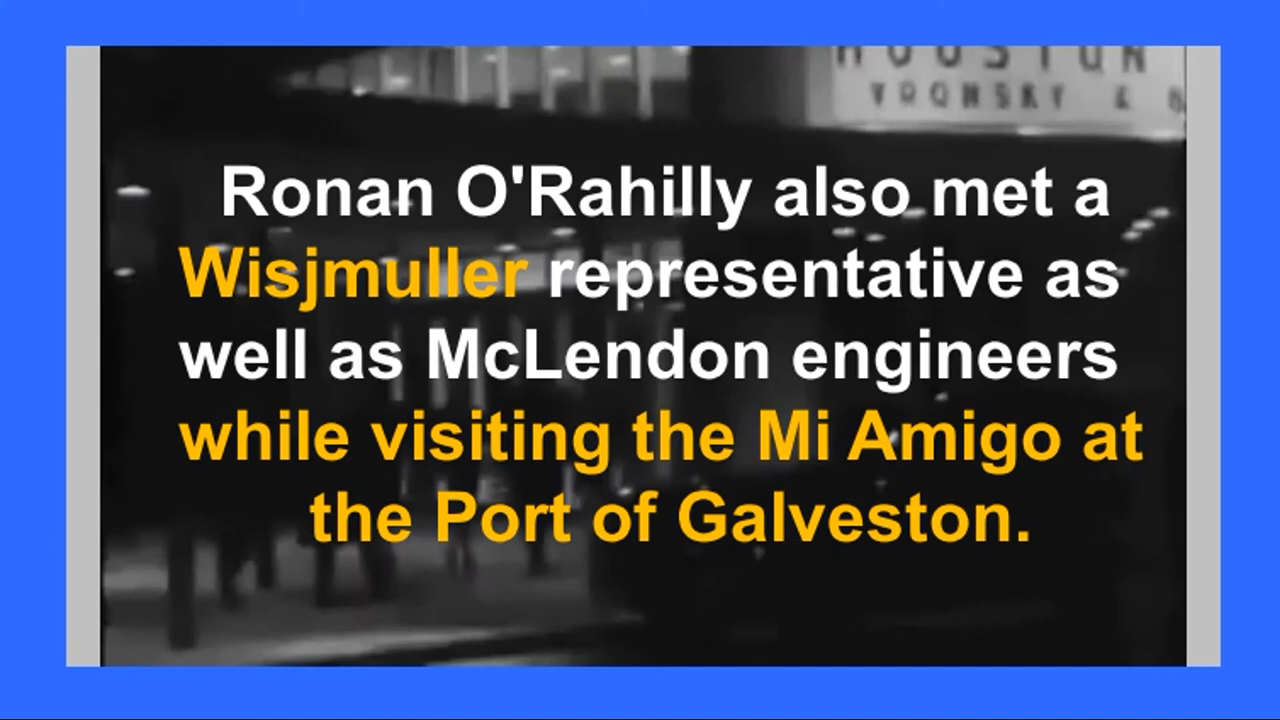 HOUSTON
VRONSKY & B
Ronan O'Rahilly also met a
Wisjmuller representative as
well as McLendon engineers
while visiting the Mi Amigo at
the Port of Galveston.